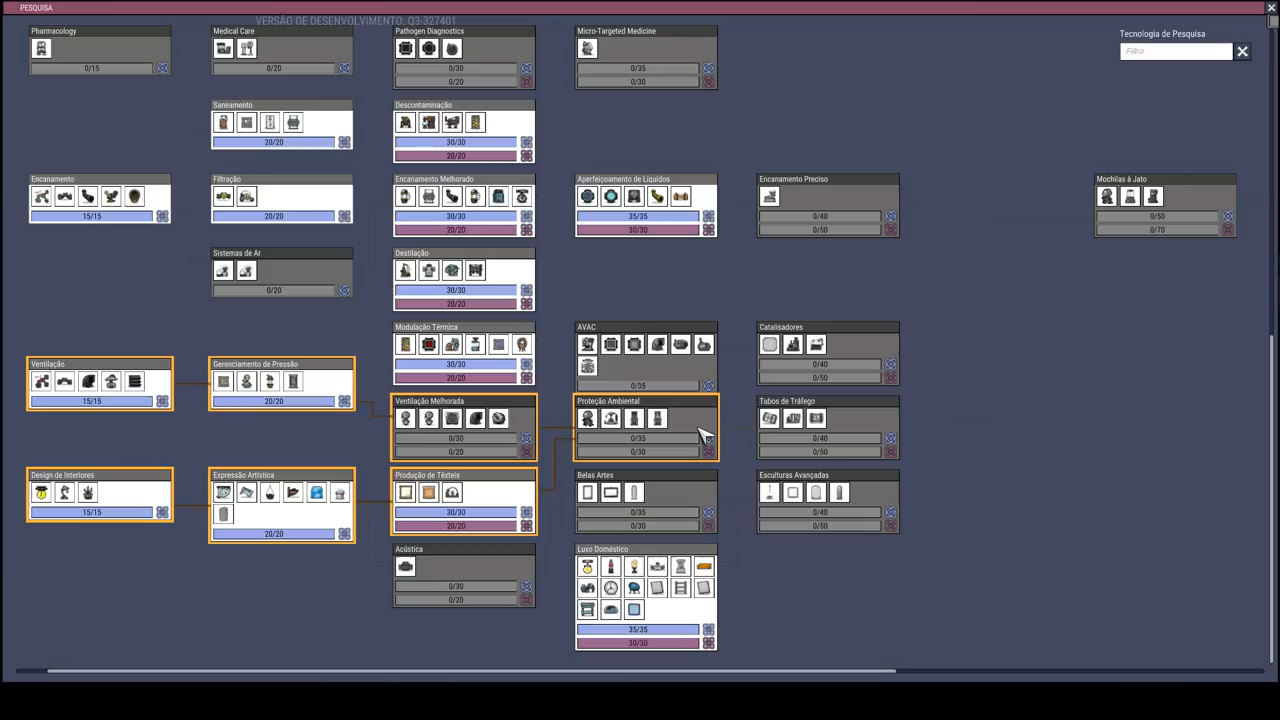 PESQUISA
VERSÃO DE DESENVOLVIMENTO: Q3-327401
Tecnologia de Pesquisa
Filtro
Pharmacology
0/15
Medical Care
0/20
Pathogen Diagnostics
0/30
0/20
Micro-Targeted Medicine
0/35
0/30
Saneamento
20/20
Descontaminação
30/30
20/20
Encanamento
15/15
Filtração
20/20
Encanamento Melhorado
30/30
20/20
Aperfeiçoamento de Líquidos
35/35
30/30
Encanamento Preciso
0/40
0/50
Mochilas à Jato
0/50
0/70
Sistemas de Ar
0/20
Destilação
30/30
20/20
Modulação Térmica
30/30
20/20
AVAC
0/35
Catalisadores
0/40
0/50
Ventilação
15/15
Gerenciamento de Pressão
20/20
Ventilação Melhorada
0/30
0/20
Proteção Ambiental
0/35
0/30
Tubos de Tráfego
0/40
0/50
Design de Interiores
15/15
Expressão Artística
20/20
Produção de Têxteis
30/30
20/20
Belas Artes
0/35
0/30
Esculturas Avançadas
0/40
0/50
Acústica
0/30
0/20
Luxo Doméstico
35/35
30/30